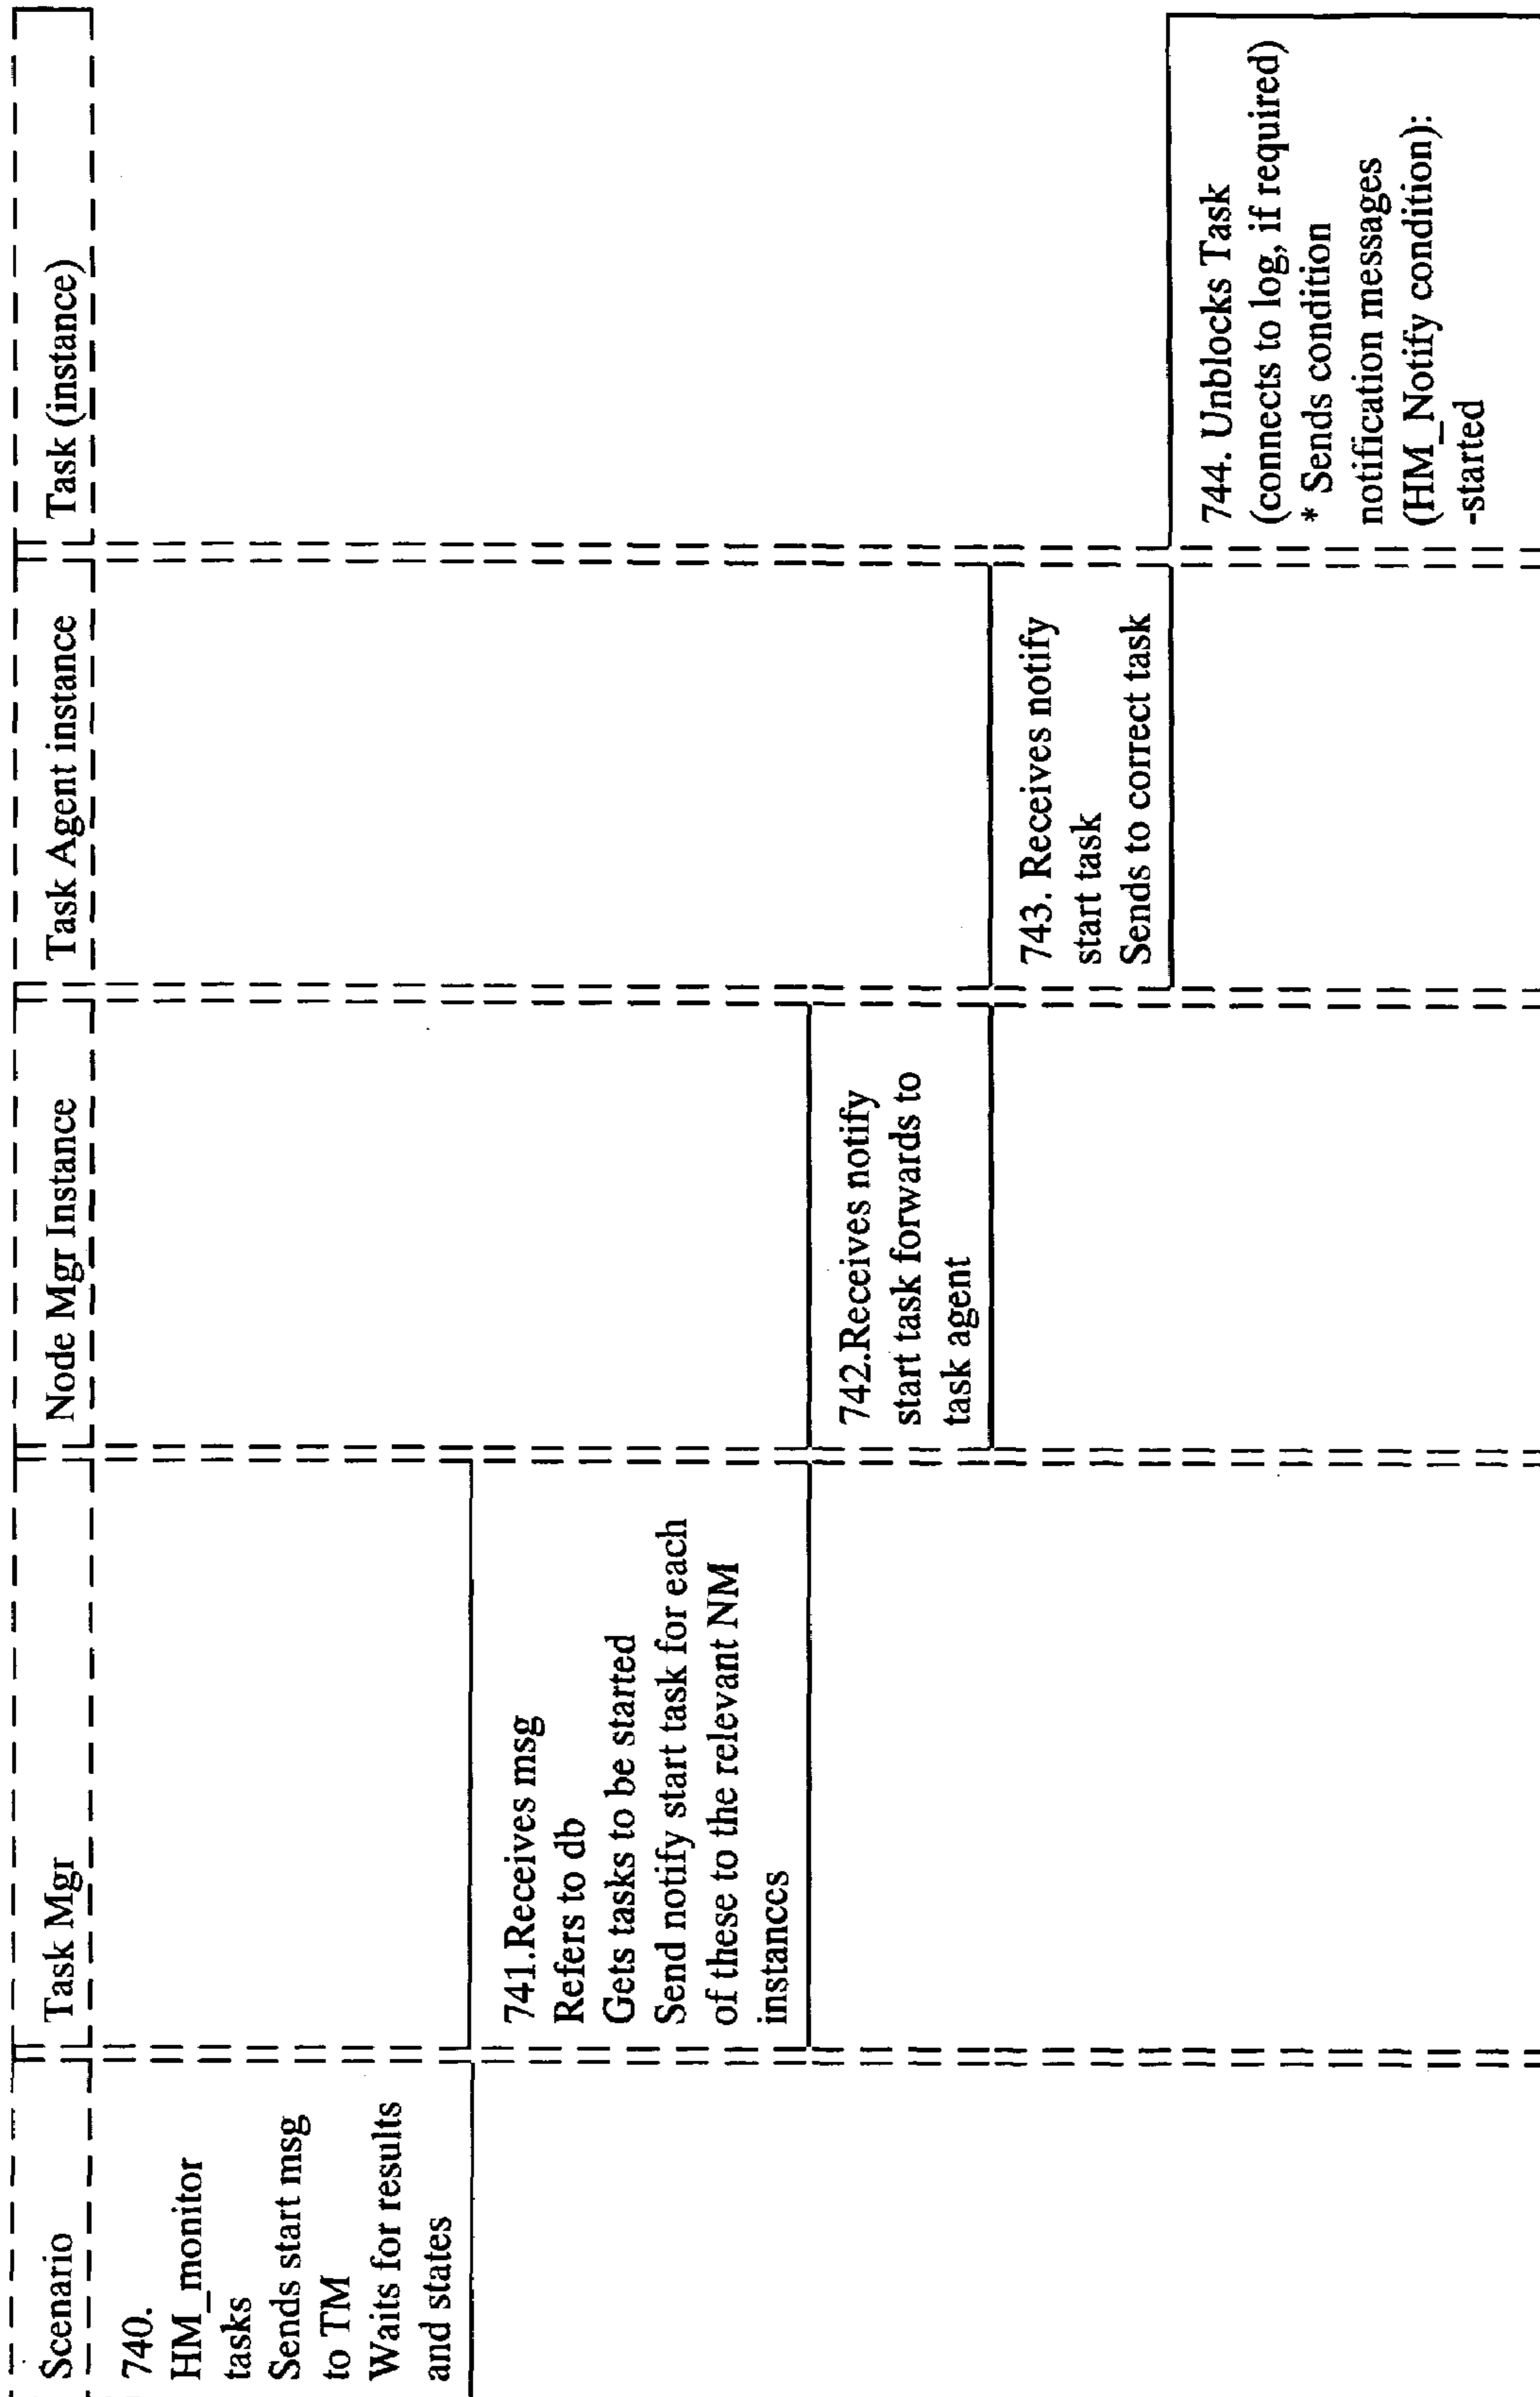 Scenario
Task Mgr
Node Mgr Instance
Task Agent instance
Task (instance)
740.
HM_monitor
tasks
Sends start msg
to TM
Waits for results
and states
741.Receives msg
Refers to db
Gets tasks to be started
Send notify start task for each
of these to the relevant NM
instances
742.Receives notify
start task forwards to
task agent
743. Receives notify
start task
Sends to correct task
744. Unblocks Task
(connects to log, if required)
* Sends condition
notification messages
(HM_Notify condition):
-started